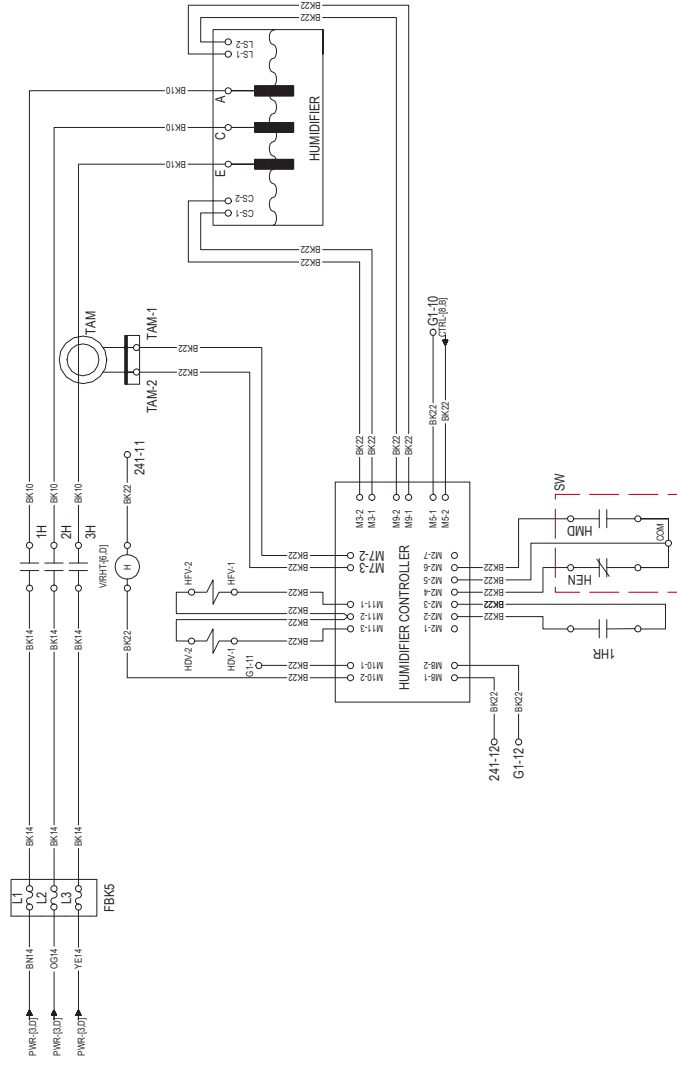 BK22
BK22
LS-2
LS-1
A
BK10
C
BK10
HUMIDIFIER
E
BK10
CS-2
CS-1
BK22
BK22
TAM
TAM-1
TAM-2
BK22
BK22
G1-10
CTRL-[8,B]
241-11
BK22
H
V/RHT-[6,D]
BK22
BK10
BK10
BK10
1H
2H
3H
BK14
BK14
BK14
BK22
BK22
BK22
BK22
BK22
BK22
M3-2
M3-1
M9-2
M9-1
M5-1
M5-2
SW
HMD
COM
HEN
1HR
BK22
BK22
M7-2
M7-3
HFV-2
HFV-1
HDV-2
HDV-1
G1-11
BK22
BK22
BK22
BK22
BK22
M11-1
M11-2
M11-3
M10-1
M10-2
HUMIDIFIER CONTROLLER
M2-7
M2-6
M2-5
M2-4
M2-3
M2-2
M2-1
M8-2
M8-1
BK22
BK22
BK22
BK22
BK22
BK22
BK22
241-12
G1-12
BK14
BK14
BK14
L1
L2
L3
FBK5
BN14
OG14
YE14
PWR-[3,D]
PWR-[3,D]
PWR-[3,D]